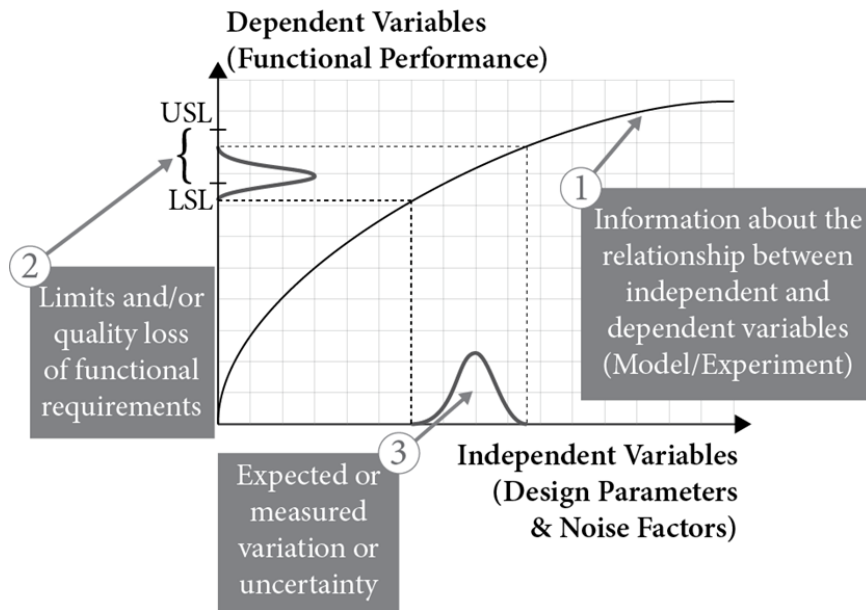 Dependent Variables
(Functional Performance)
USL
LSL
1
Information about the
relationship between
independent and
dependent variables
(Model/Experiment)
2
Limits and/or
quality loss
of functional
requirements
3
Expected or
measured
variation or
uncertainty
Independent Variables
(Design Parameters
& Noise Factors)